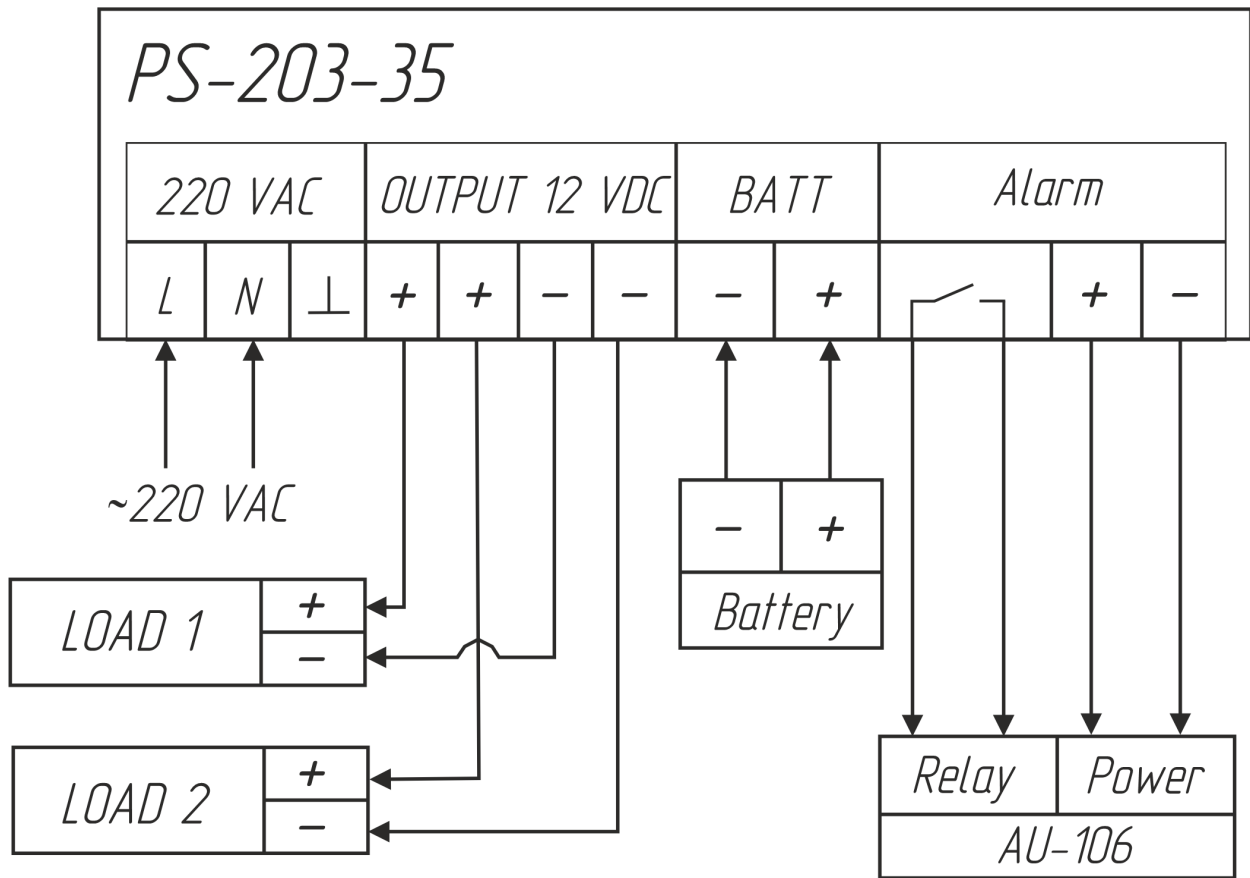 PS-203-35
220 VAC OUTPUT 12 VDC BATT Alarm
L N ⊥ + + − − − + + −
~220 VAC
− +
Battery
LOAD 1 + −
LOAD 2 + −
Relay Power
AU-106